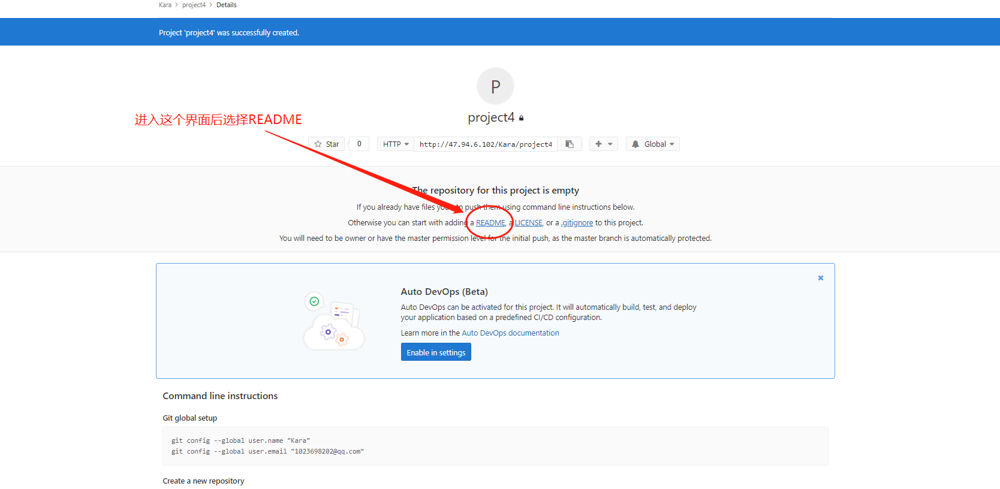 Kara > project4 > Details
Project 'project4' was successfully created.
P
project4
进入这个界面后选择README
Star 0 HTTP http://47.94.6.102/Kara/project4 Global
The repository for this project is empty
If you already have files you can push them using command line instructions below.
Otherwise you can start with adding a README, a LICENSE, or a .gitignore to this project.
You will need to be owner or have the master permission level for the initial push, as the master branch is automatically protected.
Auto DevOps (Beta)
Auto DevOps can be activated for this project. It will automatically build, test, and deploy
your application based on a predefined CI/CD configuration.
Learn more in the Auto DevOps documentation
Enable in settings
Command line instructions
Git global setup
git config --global user.name "Kara"
git config --global user.email "1023698202@qq.com"
Create a new repository